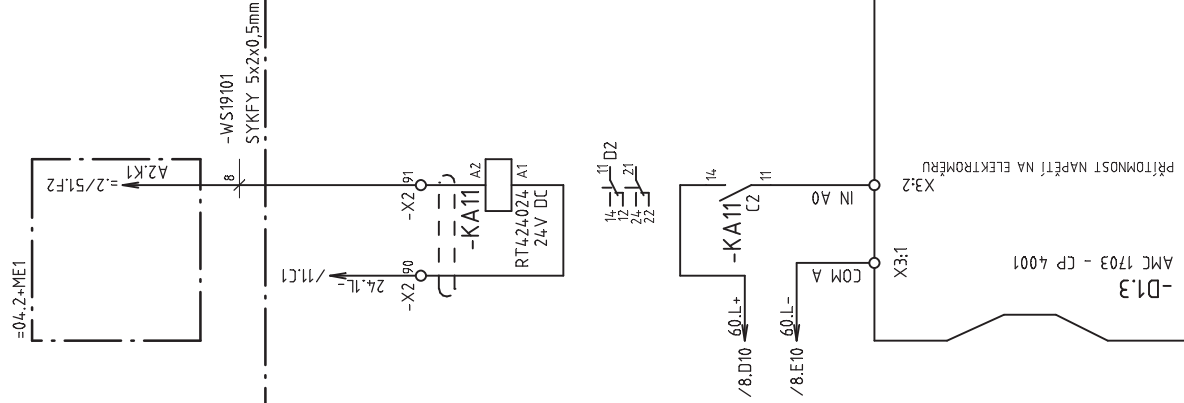 =04.2+ME1
=.2/51.F2
A2.K1
8
-WS19101
SYKFY 5x2x0,5mm
/11.C1
24.1L-
-X2 91
-X2 90
-KA11
A2
A1
RT424024
24V DC
11 D2
14
12
21
24
22
14
-KA11
C2
11
60.L+
/8.D10
60.L-
/8.E10
IN A0
COM A
X3:2
X3:1
PŘÍTOMNOST NAPĚTÍ NA ELEKTROMĚRU
AMC 1703 - CP 4001
-D1.3